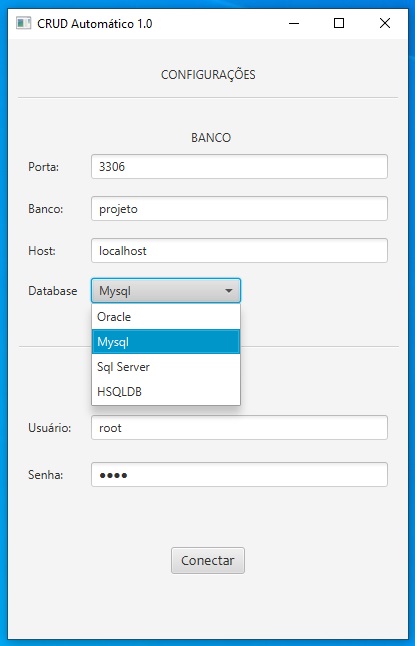 CRUD Automático 1.0
CONFIGURAÇÕES
BANCO
Porta: 3306
Banco: projeto
Host: localhost
Database Mysql
Oracle
Mysql
Sql Server
HSQLDB
Usuário: root
Senha: ●●●●
Conectar